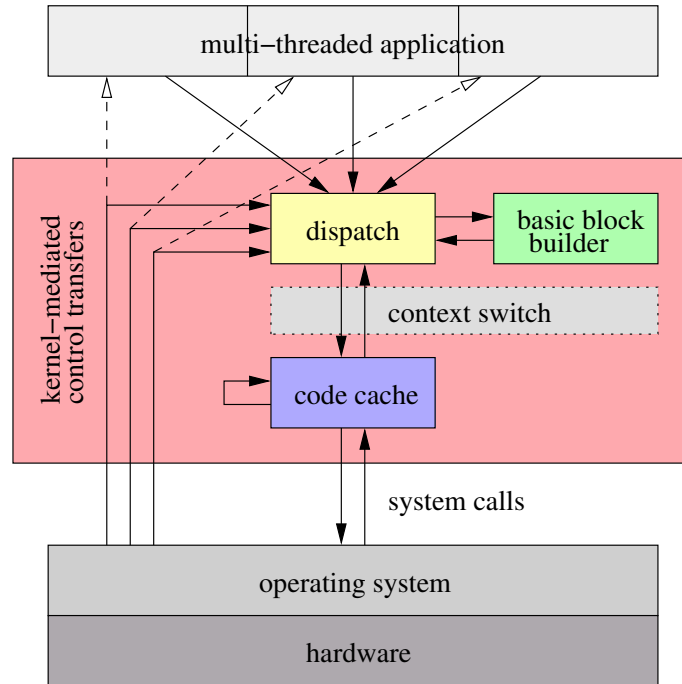 multi−threaded application
kernel−mediated
control transfers
dispatch
basic block
builder
context switch
code cache
system calls
operating system
hardware